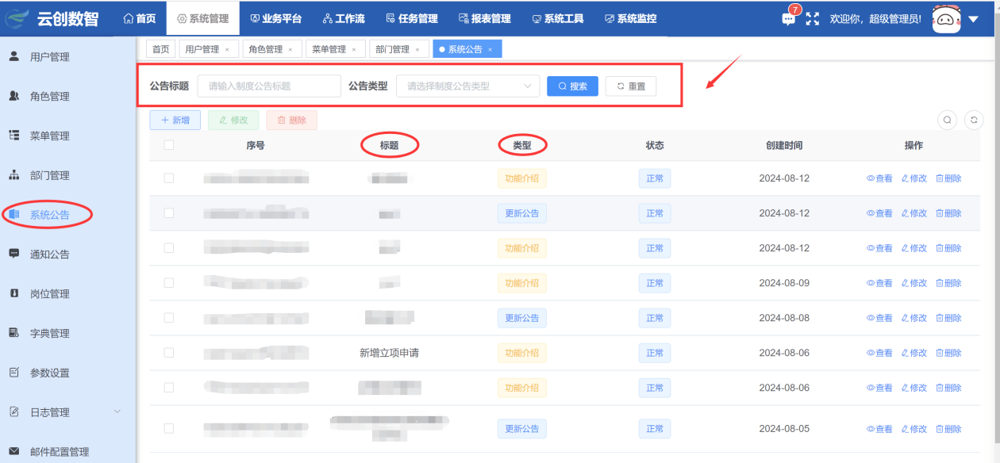 云创数智 首页 系统管理 业务平台 工作流 任务管理 报表管理 系统工具 系统监控 7 欢迎你，超级管理员!
首页 用户管理 × 角色管理 × 菜单管理 × 部门管理 × 系统公告 ×
用户管理
角色管理
菜单管理
部门管理
系统公告
通知公告
岗位管理
字典管理
参数设置
日志管理
邮件配置管理
公告标题 请输入制度公告标题 公告类型 请选择制度公告类型 搜索 重置
+ 新增 修改 删除
序号 标题 类型 状态 创建时间 操作
功能介绍 正常 2024-08-12 查看 修改 删除
更新公告 正常 2024-08-12 查看 修改 删除
功能介绍 正常 2024-08-12 查看 修改 删除
功能介绍 正常 2024-08-09 查看 修改 删除
更新公告 正常 2024-08-08 查看 修改 删除
新增立项申请 功能介绍 正常 2024-08-06 查看 修改 删除
功能介绍 正常 2024-08-06 查看 修改 删除
更新公告 正常 2024-08-05 查看 修改 删除